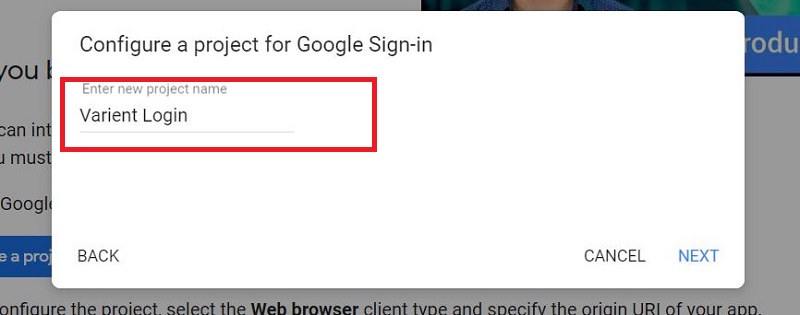 rodu
Configure a project for Google Sign-in
you b
Enter new project name
Varient Login
can int
u must
Google
e a proj
BACK CANCEL NEXT
onfigure the project, select the Web browser client type and specify the origin URI of your app.